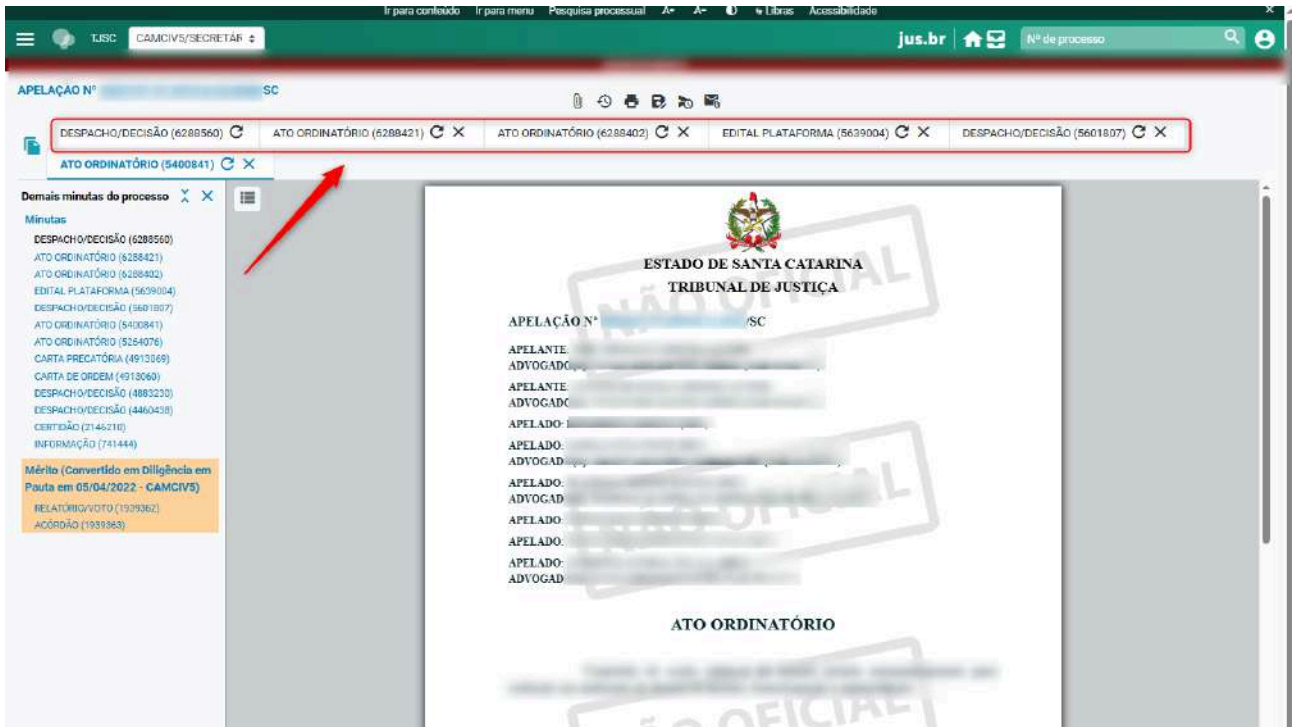 Ir para conteúdo Ir para menu Pesquisa processual A+ A- Libras Acessibilidade X
TJSC CAMCIV5/SECRETÁR jus.br Nº de processo
APELAÇÃO Nº /SC
DESPACHO/DECISÃO (6288560) ATO ORDINATÓRIO (6288421) ATO ORDINATÓRIO (6288402) EDITAL PLATAFORMA (5639004) DESPACHO/DECISÃO (5601807)
ATO ORDINATÓRIO (5400841)
Demais minutas do processo
Minutas
DESPACHO/DECISÃO (6288560)
ATO ORDINATÓRIO (6288421)
ATO ORDINATÓRIO (6288402)
EDITAL PLATAFORMA (5639004)
DESPACHO/DECISÃO (5601807)
ATO ORDINATÓRIO (5400841)
ATO ORDINATÓRIO (5264076)
CARTA PRECATÓRIA (4913869)
CARTA DE ORDEM (4913060)
DESPACHO/DECISÃO (4883230)
DESPACHO/DECISÃO (4460438)
CERTIDÃO (2146210)
INFORMAÇÃO (741444)
Mérito (Convertido em Diligência em
Pauta em 05/04/2022 - CAMCIV5)
RELATÓRIO/VOTO (1939362)
ACÓRDÃO (1939363)
ESTADO DE SANTA CATARINA
TRIBUNAL DE JUSTIÇA
NÃO OFICIAL
APELAÇÃO Nº /SC
APELANTE:
ADVOGADO
APELANTE:
ADVOGADO
APELADO:
APELADO:
ADVOGAD
APELADO:
ADVOGAD
NÃO OFICIAL
APELADO:
APELADO:
APELADO:
ADVOGAD
ATO ORDINATÓRIO
NÃO OFICIAL